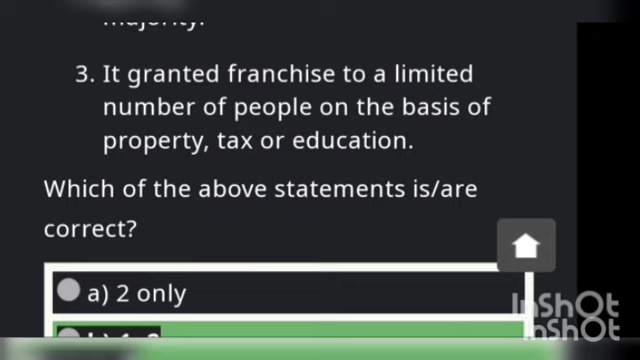 majority.
3. It granted franchise to a limited
number of people on the basis of
property, tax or education.
Which of the above statements is/are
correct?
a) 2 only
InShOt
InShOt